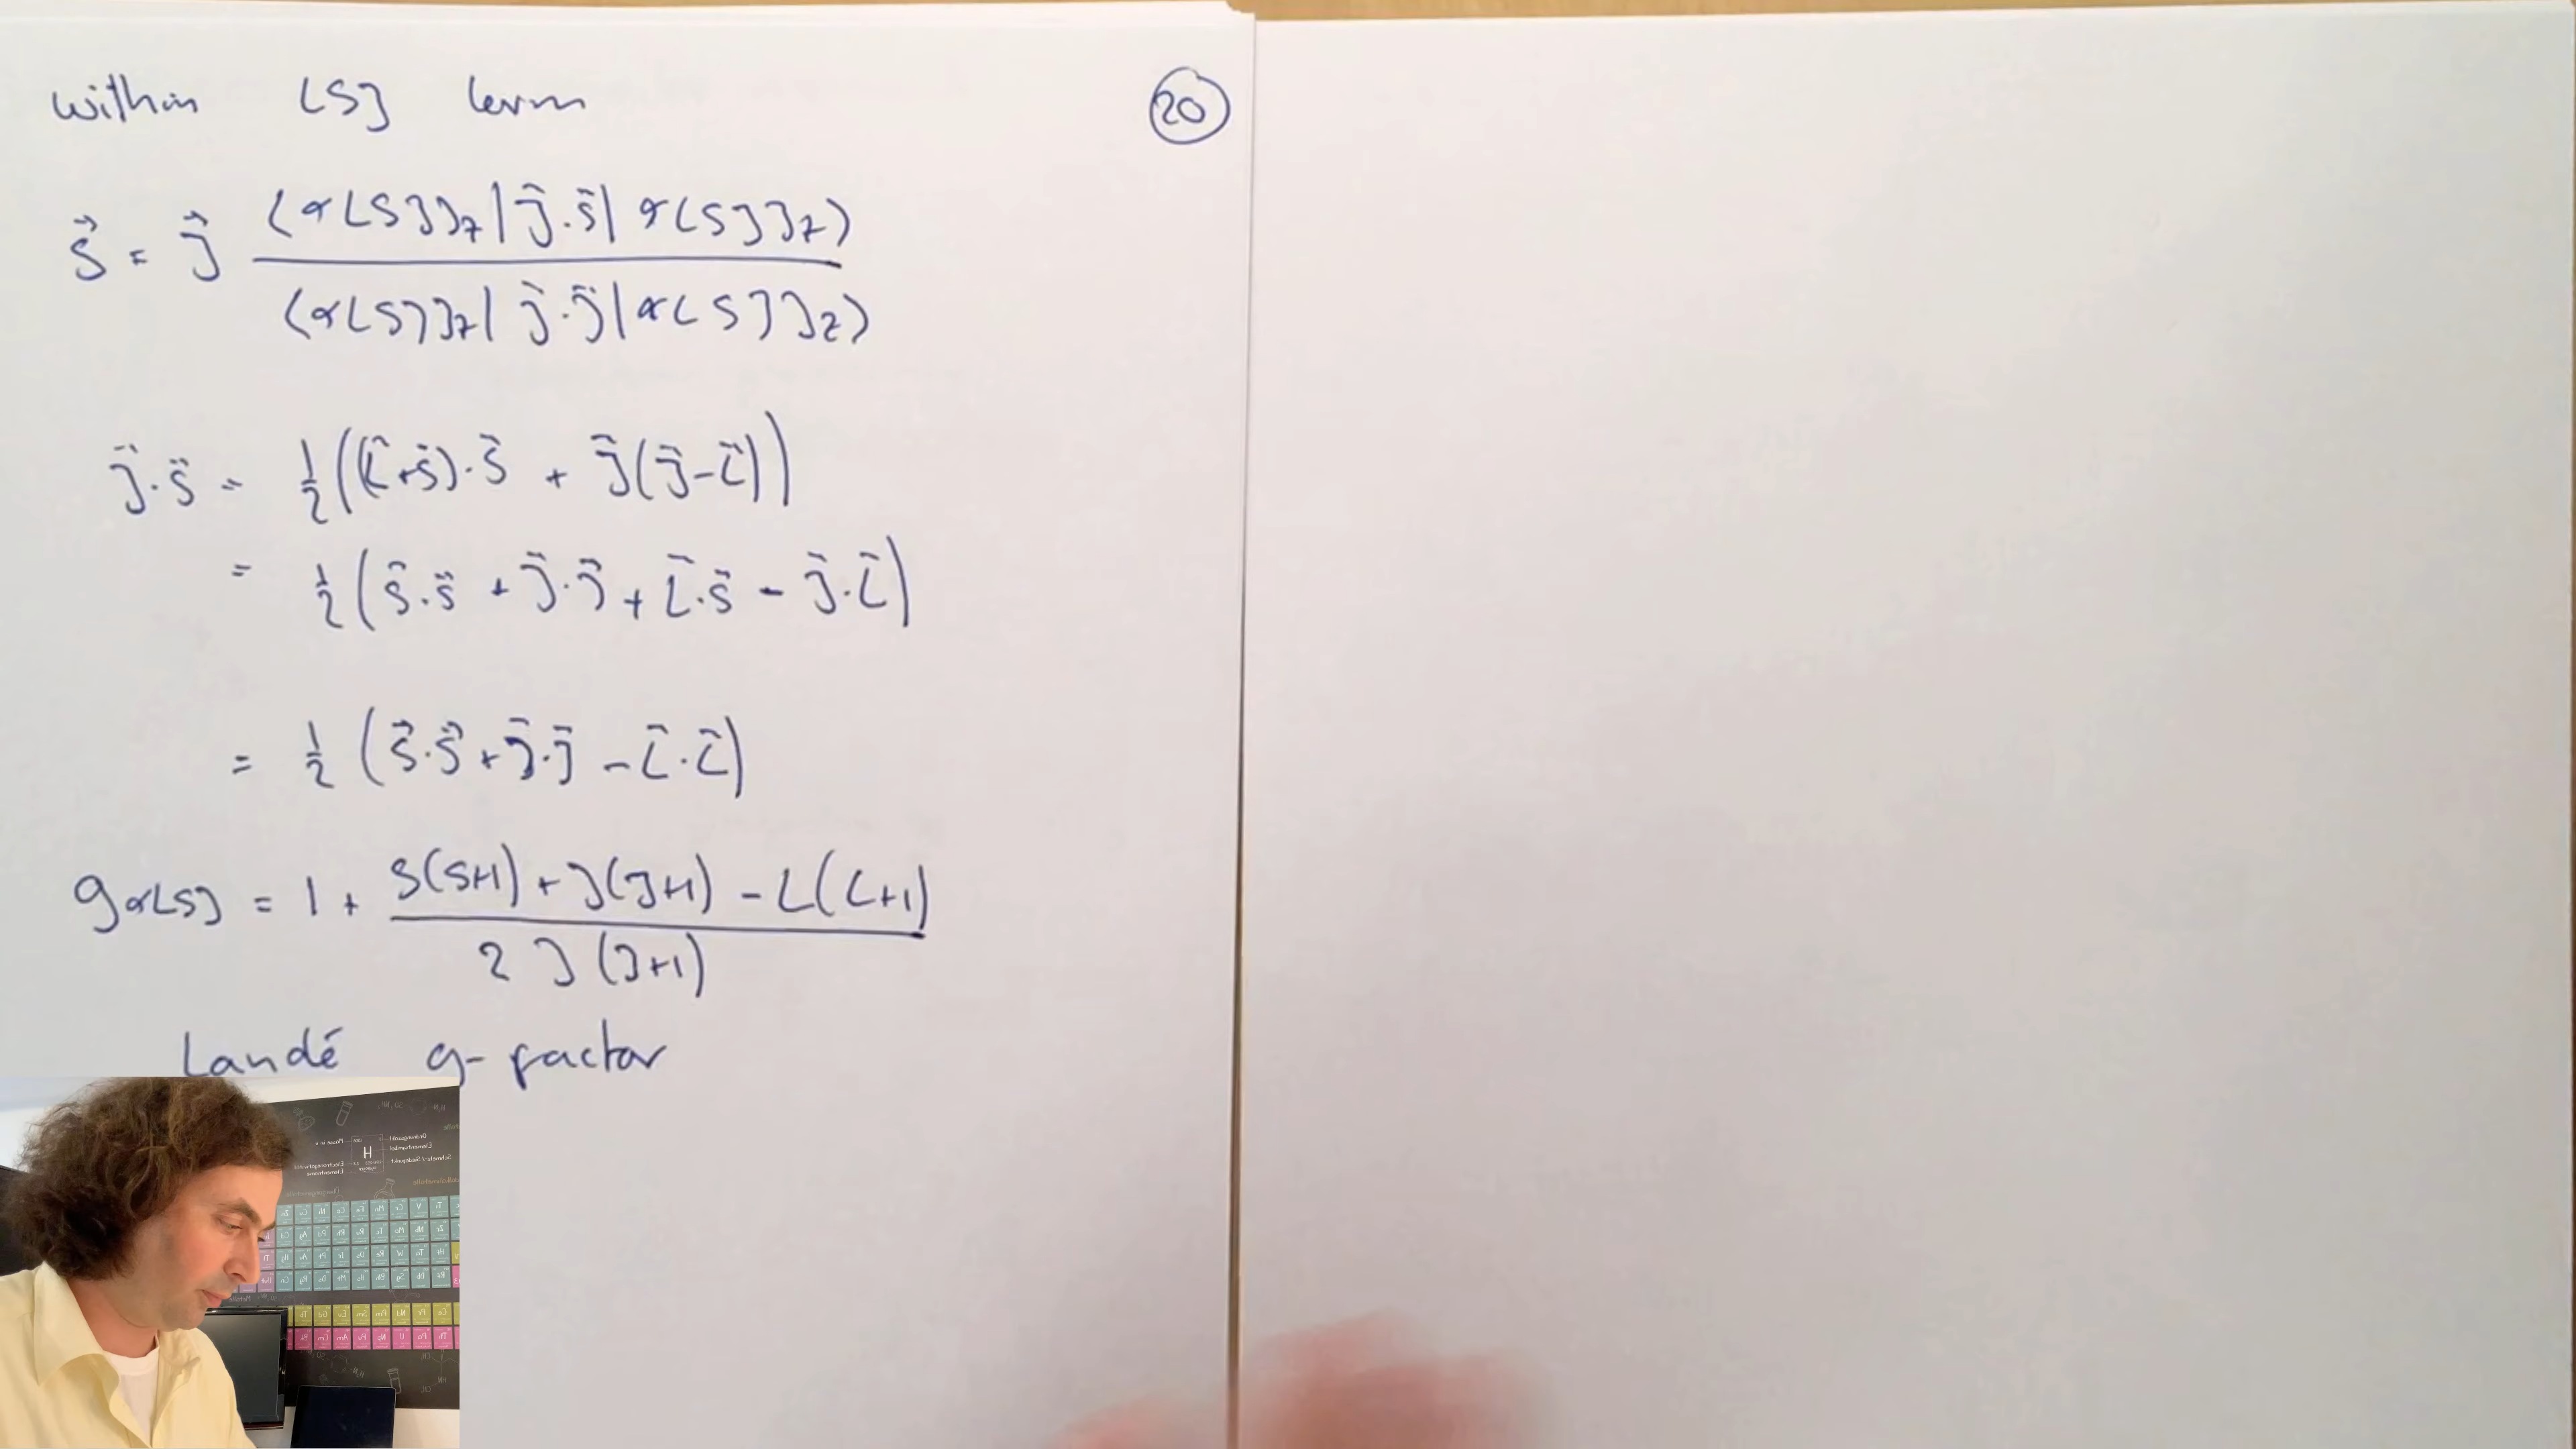 within LSJ term
20
S⃗ = J⃗ ⟨αLSJJz|J⃗·S⃗|αLSJJz⟩ / ⟨αLSJJz|J⃗·J⃗|αLSJJz⟩
J⃗·S⃗ = 1/2((L⃗+S⃗)·S⃗ + J⃗(J⃗-L⃗))
= 1/2(S⃗·S⃗ + J⃗·J⃗ + L⃗·S⃗ - J⃗·L⃗)
= 1/2(S⃗·S⃗ + J⃗·J⃗ - L⃗·L⃗)
gαLSJ = 1 + S(S+1) + J(J+1) - L(L+1) / 2J(J+1)
Landé g-factor
H